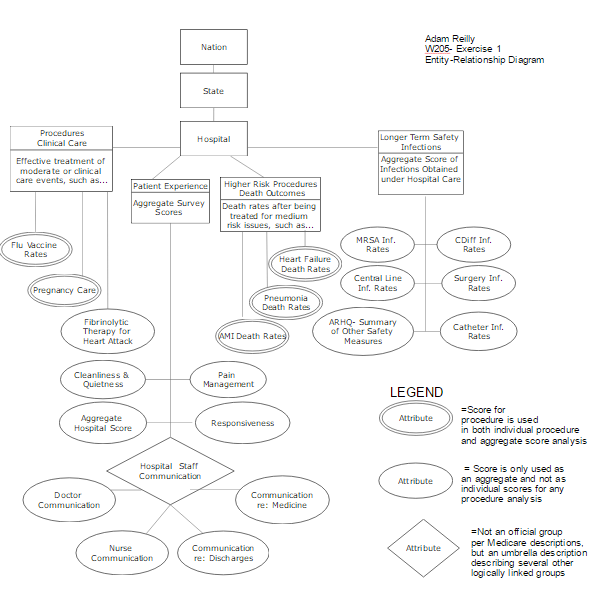 Adam Reilly
W205- Exercise 1
Entity-Relationship Diagram
Nation
State
Hospital
Procedures
Clinical Care
Effective treatment of
moderate or clinical
care events, such as...
Patient Experience
Aggregate Survey
Scores
Higher Risk Procedures
Death Outcomes
Death rates after being
treated for medium
risk issues, such as...
Longer Term Safety
Infections
Aggregate Score of
Infections Obtained
under Hospital Care
Flu Vaccine
Rates
Pregnancy Care
Fibrinolytic
Therapy for
Heart Attack
Heart Failure
Death Rates
Pneumonia
Death Rates
AMI Death Rates
MRSA Inf.
Rates
CDiff Inf.
Rates
Central Line
Inf. Rates
Surgery Inf.
Rates
ARHQ- Summary
of Other Safety
Measures
Catheter Inf.
Rates
Cleanliness &
Quietness
Pain
Management
Aggregate
Hospital Score
Responsiveness
Hospital Staff
Communication
Doctor
Communication
Communication
re: Medicine
Nurse
Communication
Communication
re: Discharges
LEGEND
Attribute
=Score for
procedure is used
in both individual procedure
and aggregate score analysis
Attribute
= Score is only used as
an aggregate and not as
individual scores for any
procedure analysis
Attribute
=Not an official group
per Medicare descriptions,
but an umbrella description
describing several other
logically linked groups